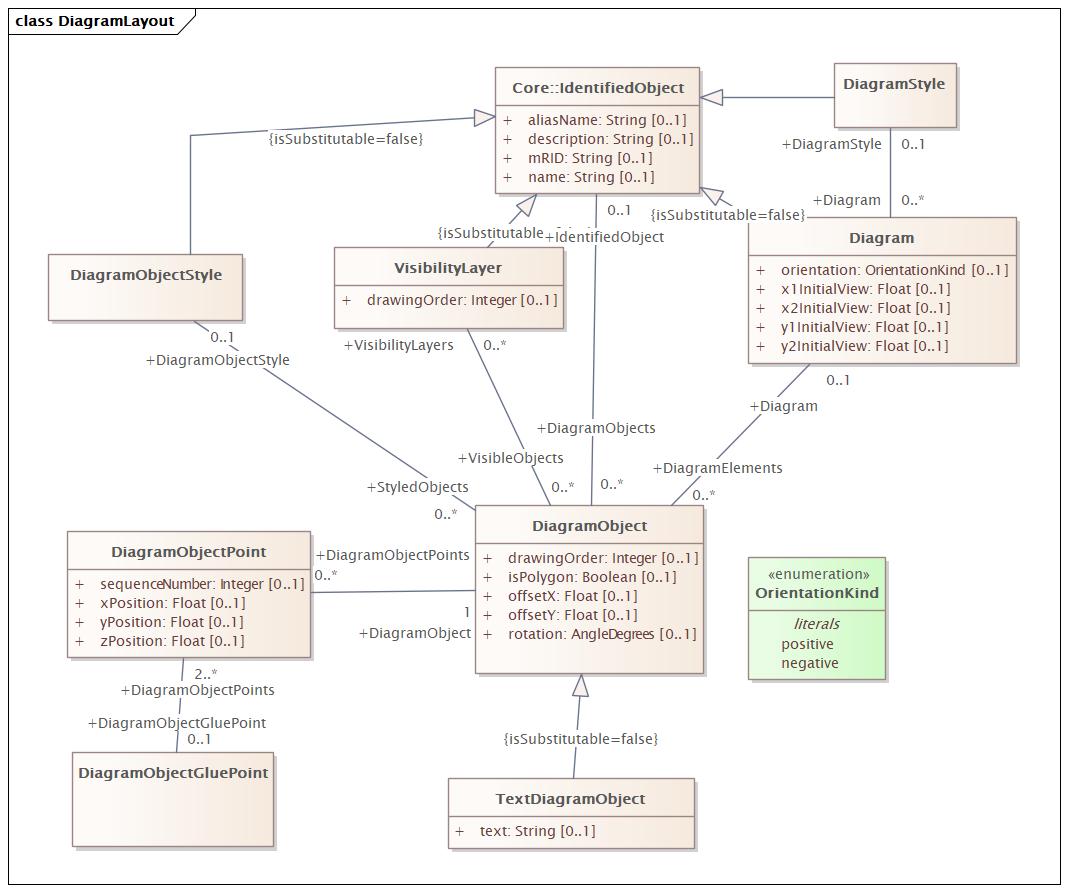 class DiagramLayout
Core::IdentifiedObject
+ aliasName: String [0..1]
+ description: String [0..1]
+ mRID: String [0..1]
+ name: String [0..1]
DiagramStyle
{isSubstitutable=false}
+DiagramStyle 0..1
+Diagram 0..*
0..1
{isSubstitutable=false}
{isSubstitutable
+IdentifiedObject
Diagram
+ orientation: OrientationKind [0..1]
+ x1InitialView: Float [0..1]
+ x2InitialView: Float [0..1]
+ y1InitialView: Float [0..1]
+ y2InitialView: Float [0..1]
DiagramObjectStyle
VisibilityLayer
+ drawingOrder: Integer [0..1]
0..1
+DiagramObjectStyle
+VisibilityLayers 0..*
0..1
+Diagram
+DiagramObjects
+VisibleObjects
+DiagramElements
+StyledObjects
0..*
0..*
0..*
0..*
DiagramObject
+ drawingOrder: Integer [0..1]
+ isPolygon: Boolean [0..1]
+ offsetX: Float [0..1]
+ offsetY: Float [0..1]
+ rotation: AngleDegrees [0..1]
DiagramObjectPoint
+ sequenceNumber: Integer [0..1]
+ xPosition: Float [0..1]
+ yPosition: Float [0..1]
+ zPosition: Float [0..1]
+DiagramObjectPoints
0..*
1
+DiagramObject
«enumeration»
OrientationKind
literals
positive
negative
2..*
+DiagramObjectPoints
+DiagramObjectGluePoint
0..1
DiagramObjectGluePoint
{isSubstitutable=false}
TextDiagramObject
+ text: String [0..1]